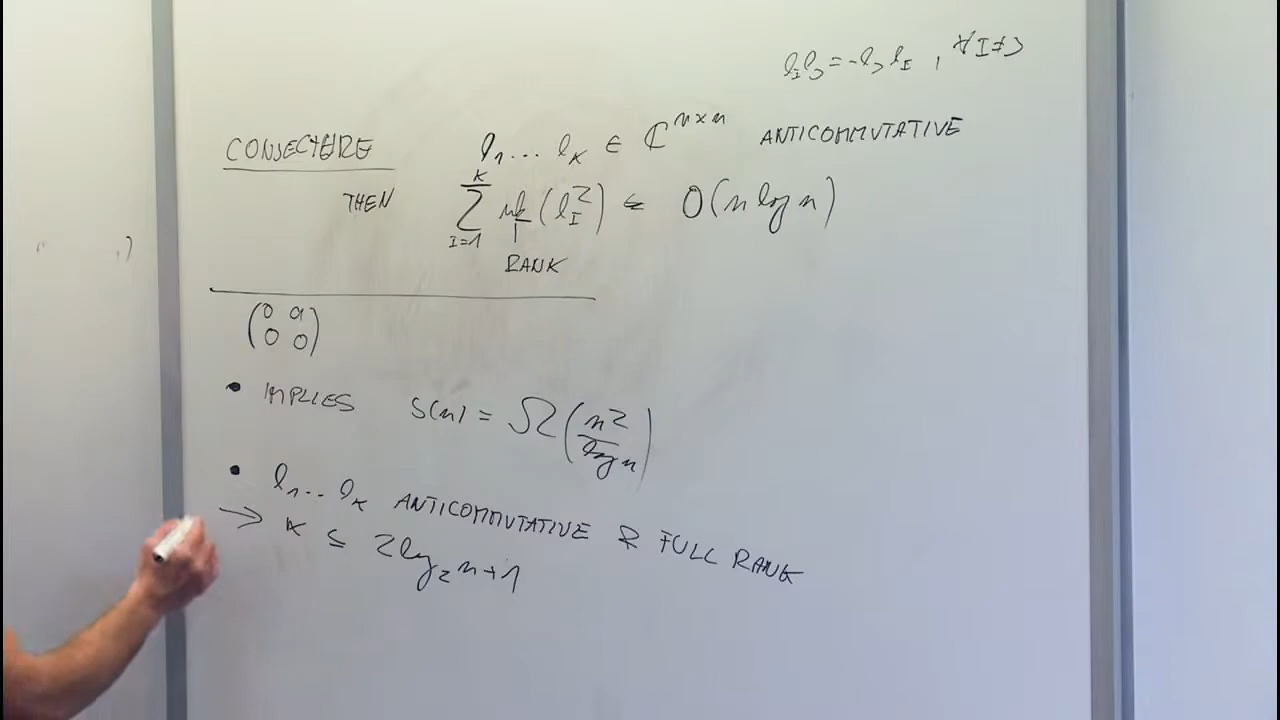 l_I l_J = -l_J l_I , ∀ I ≠ J
CONJECTURE l_1 ... l_K ∈ ℂ^{n×n} ANTICOMMUTATIVE
THEN \sum_{I=1}^{K} rk(l_I^2) ≤ O(n log n)
RANK
(0 a
0 0)
• IMPLIES S(n) = Ω(n^2 / log n)
• l_1 ... l_K ANTICOMMUTATIVE & FULL RANK
→ K ≤ 2 log_2 n + 1